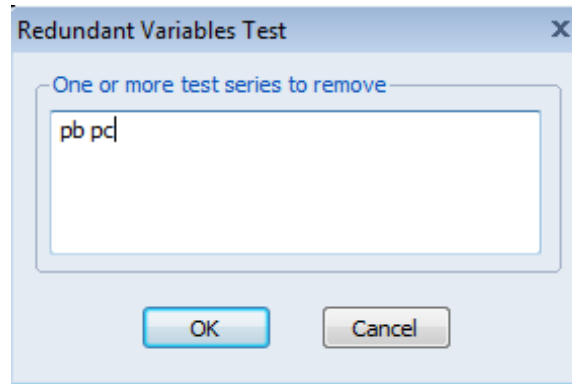 Redundant Variables Test
One or more test series to remove
pb pc
OK
Cancel